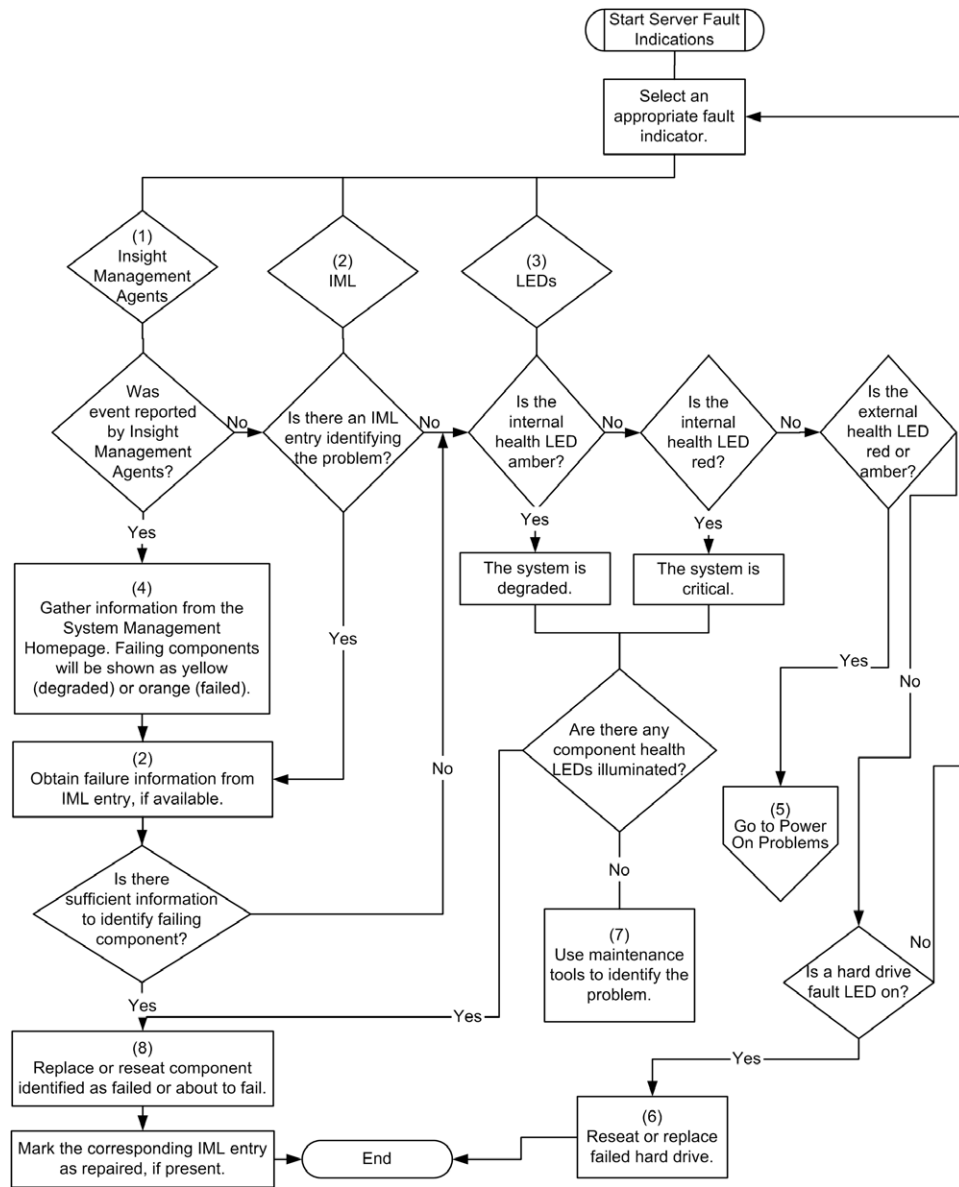 Start Server Fault
Indications
Select an
appropriate fault
indicator.
(1)
Insight
Management
Agents
(2)
IML
(3)
LEDs
Was
event reported
by Insight
Management
Agents?
No
Is there an IML
entry identifying
the problem?
No
Is the
internal
health LED
amber?
No
Is the
internal
health LED
red?
No
Is the
external
health LED
red or
amber?
Yes
Yes
Yes
(4)
Gather information from the
System Management
Homepage. Failing components
will be shown as yellow
(degraded) or orange (failed).
Yes
The system is
degraded.
The system is
critical.
Yes
No
No
Are there any
component health
LEDs illuminated?
(2)
Obtain failure information from
IML entry, if available.
No
(5)
Go to Power
On Problems
Is there
sufficient information
to identify failing
component?
No
(7)
Use maintenance
tools to identify the
problem.
No
Is a hard drive
fault LED on?
Yes
Yes
Yes
(8)
Replace or reseat component
identified as failed or about to fail.
(6)
Reseat or replace
failed hard drive.
Mark the corresponding IML entry
as repaired, if present.
End